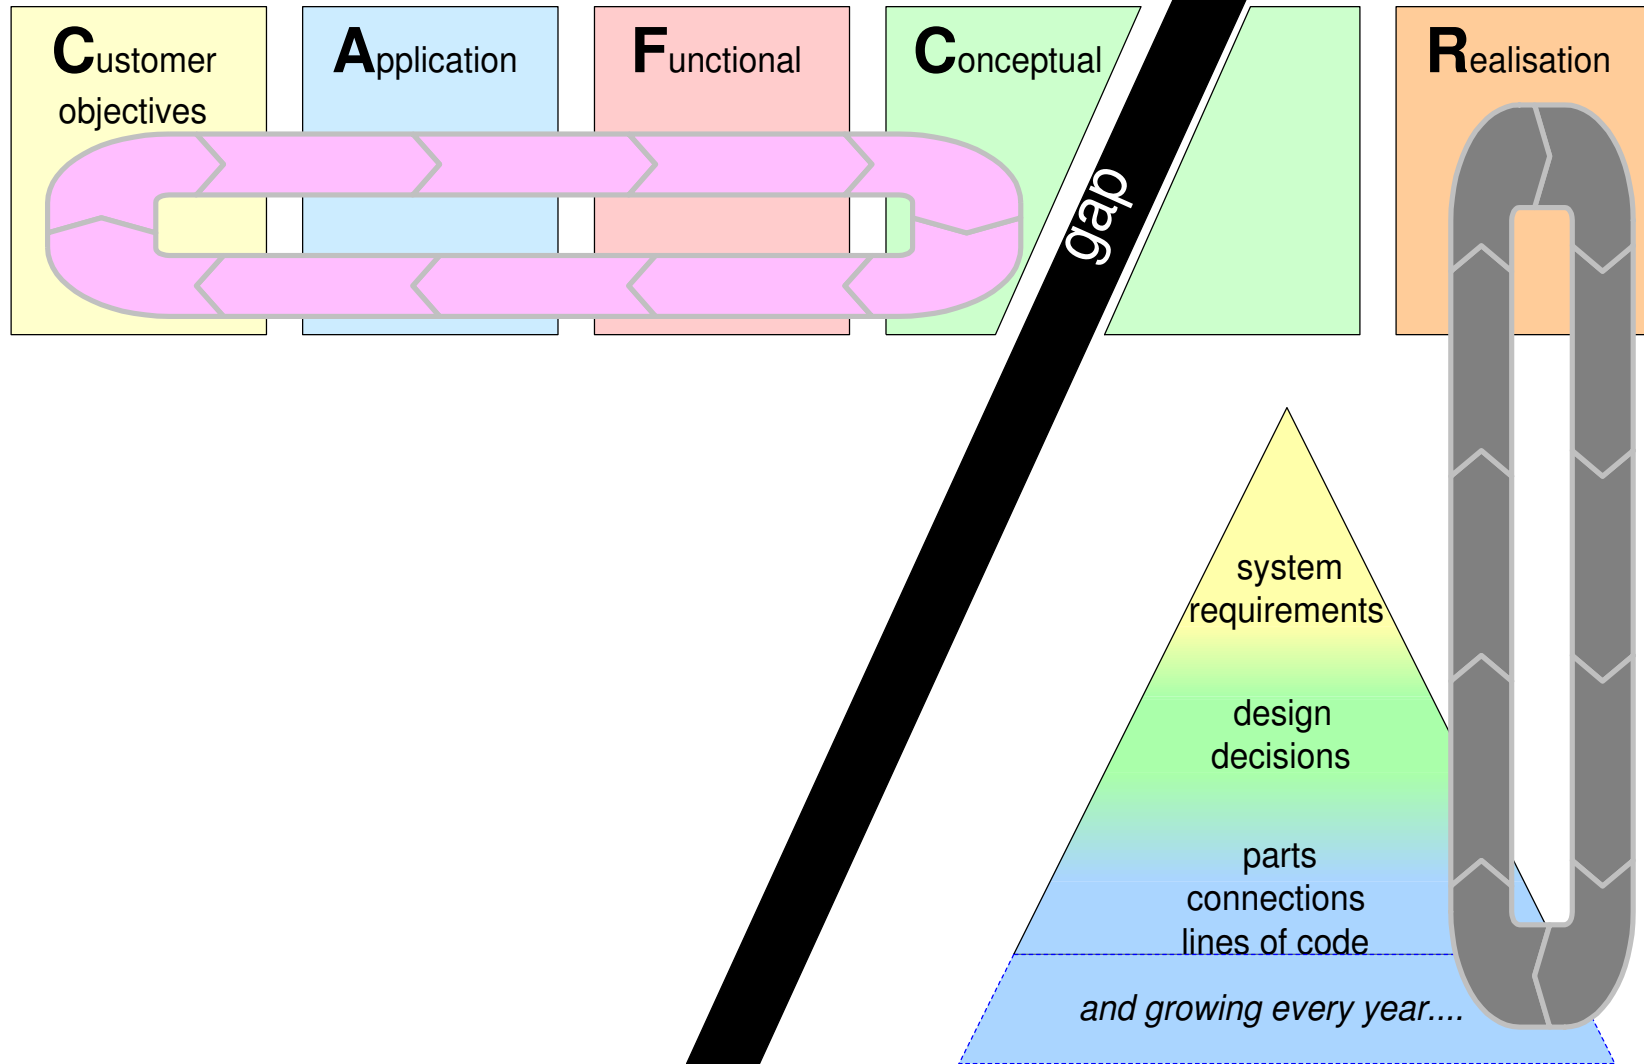 Customer
objectives
Application
Functional
Conceptual
Realisation
gap
system
requirements
design
decisions
parts
connections
lines of code
and growing every year....